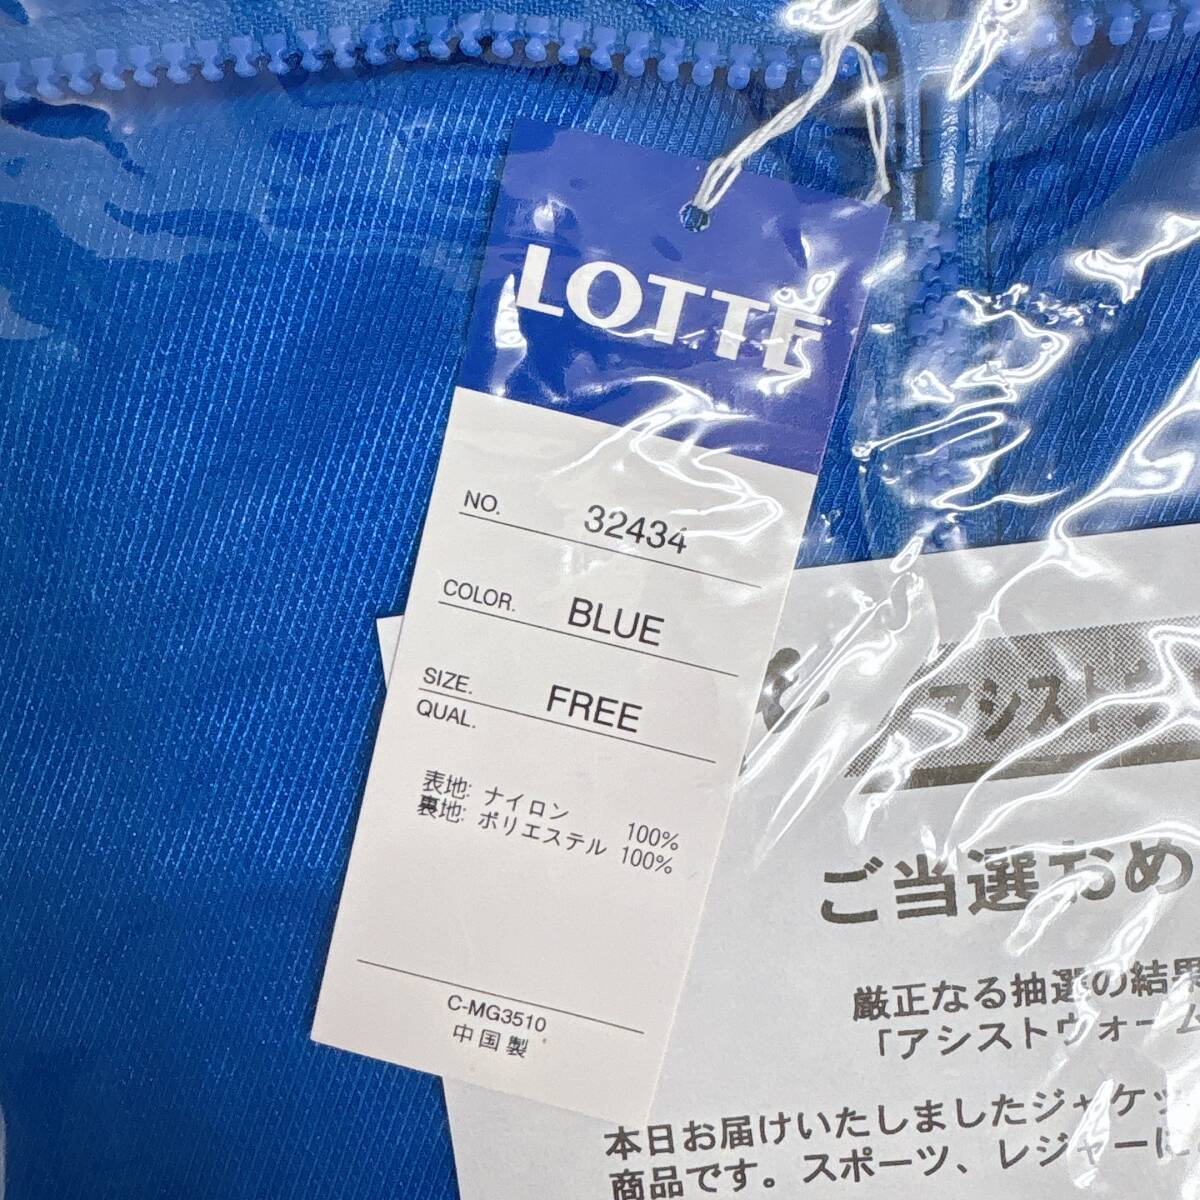 LOTTE
NO. 32434
COLOR. BLUE
SIZE. FREE
QUAL.
表地: ナイロン 100%
裏地: ポリエステル 100%
C-MG3510
中国製
アシスト
ご当選おめ
厳正なる抽選の結果
「アシストウォーム
本日お届けいたしましたジャケッ
商品です。スポーツ、レジャーに